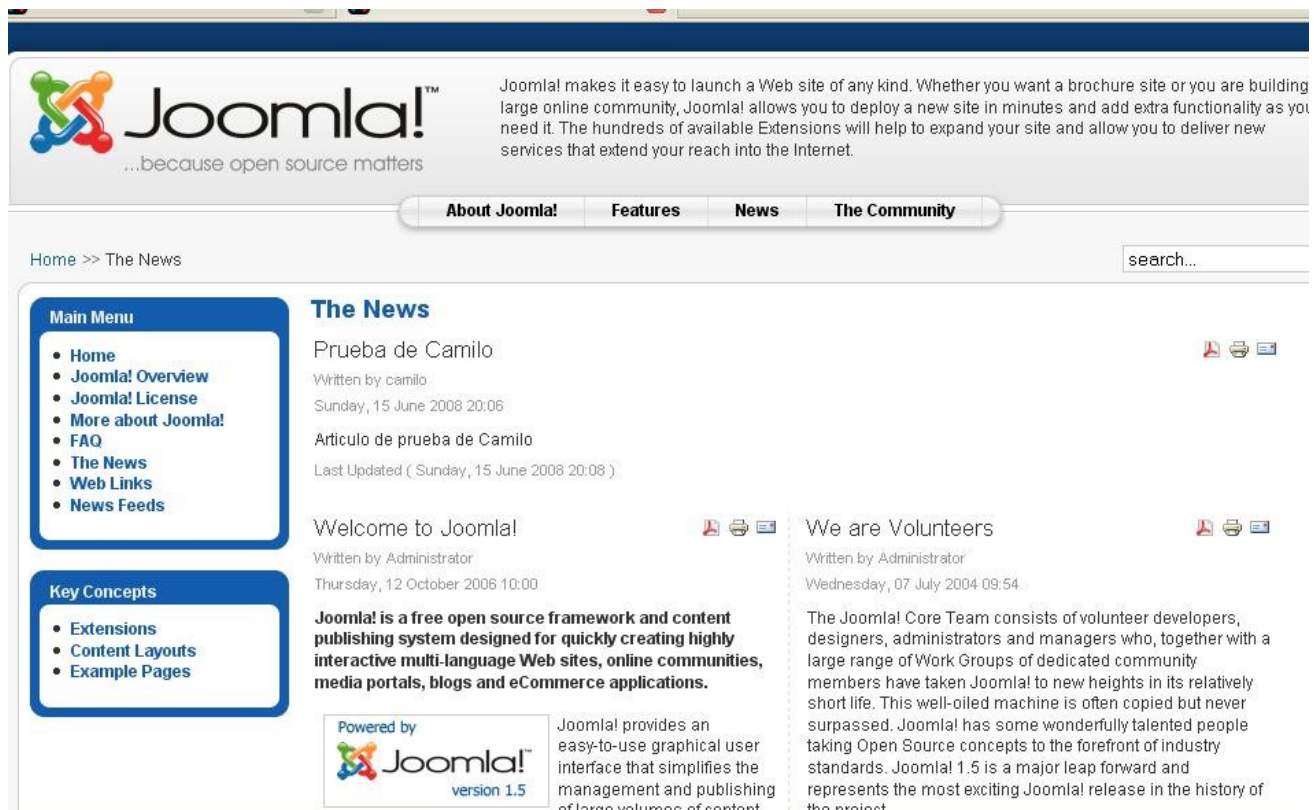 Joomla!™
...because open source matters
Joomla! makes it easy to launch a Web site of any kind. Whether you want a brochure site or you are building
large online community, Joomla! allows you to deploy a new site in minutes and add extra functionality as you
need it. The hundreds of available Extensions will help to expand your site and allow you to deliver new
services that extend your reach into the Internet.
About Joomla! Features News The Community
Home >> The News
search...
Main Menu
Home
Joomla! Overview
Joomla! License
More about Joomla!
FAQ
The News
Web Links
News Feeds
Key Concepts
Extensions
Content Layouts
Example Pages
The News
Prueba de Camilo
Written by camilo
Sunday, 15 June 2008 20:06
Articulo de prueba de Camilo
Last Updated ( Sunday, 15 June 2008 20:08 )
Welcome to Joomla!
Written by Administrator
Thursday, 12 October 2006 10:00
Joomla! is a free open source framework and content
publishing system designed for quickly creating highly
interactive multi-language Web sites, online communities,
media portals, blogs and eCommerce applications.
Powered by
Joomla!™
version 1.5
Joomla! provides an
easy-to-use graphical user
interface that simplifies the
management and publishing
of large volumes of content
We are Volunteers
Written by Administrator
Wednesday, 07 July 2004 09:54
The Joomla! Core Team consists of volunteer developers,
designers, administrators and managers who, together with a
large range of Work Groups of dedicated community
members have taken Joomla! to new heights in its relatively
short life. This well-oiled machine is often copied but never
surpassed. Joomla! has some wonderfully talented people
taking Open Source concepts to the forefront of industry
standards. Joomla! 1.5 is a major leap forward and
represents the most exciting Joomla! release in the history of
the project